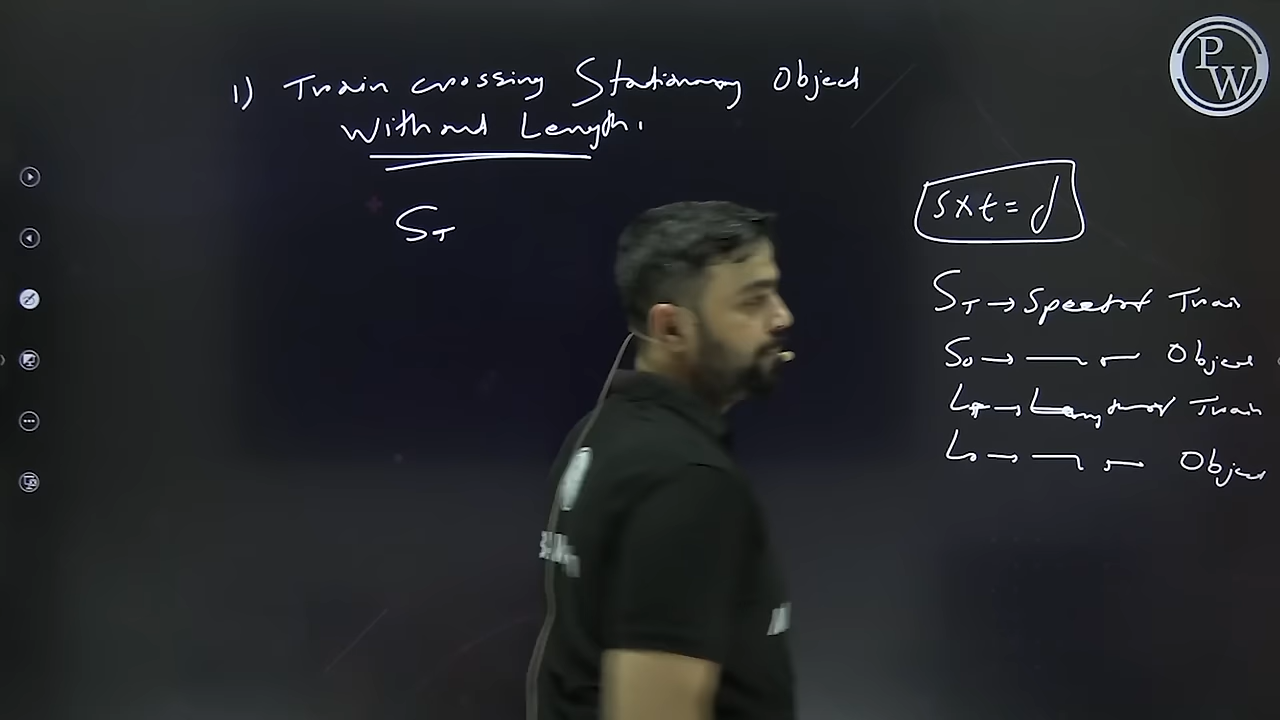 1) Train crossing Stationary Object
Without Length.
S_T
P
W
s x t = d
S_T → Speed of Train
S_o → — " — Object
L_T → Length of Train
L_o → — " — Object